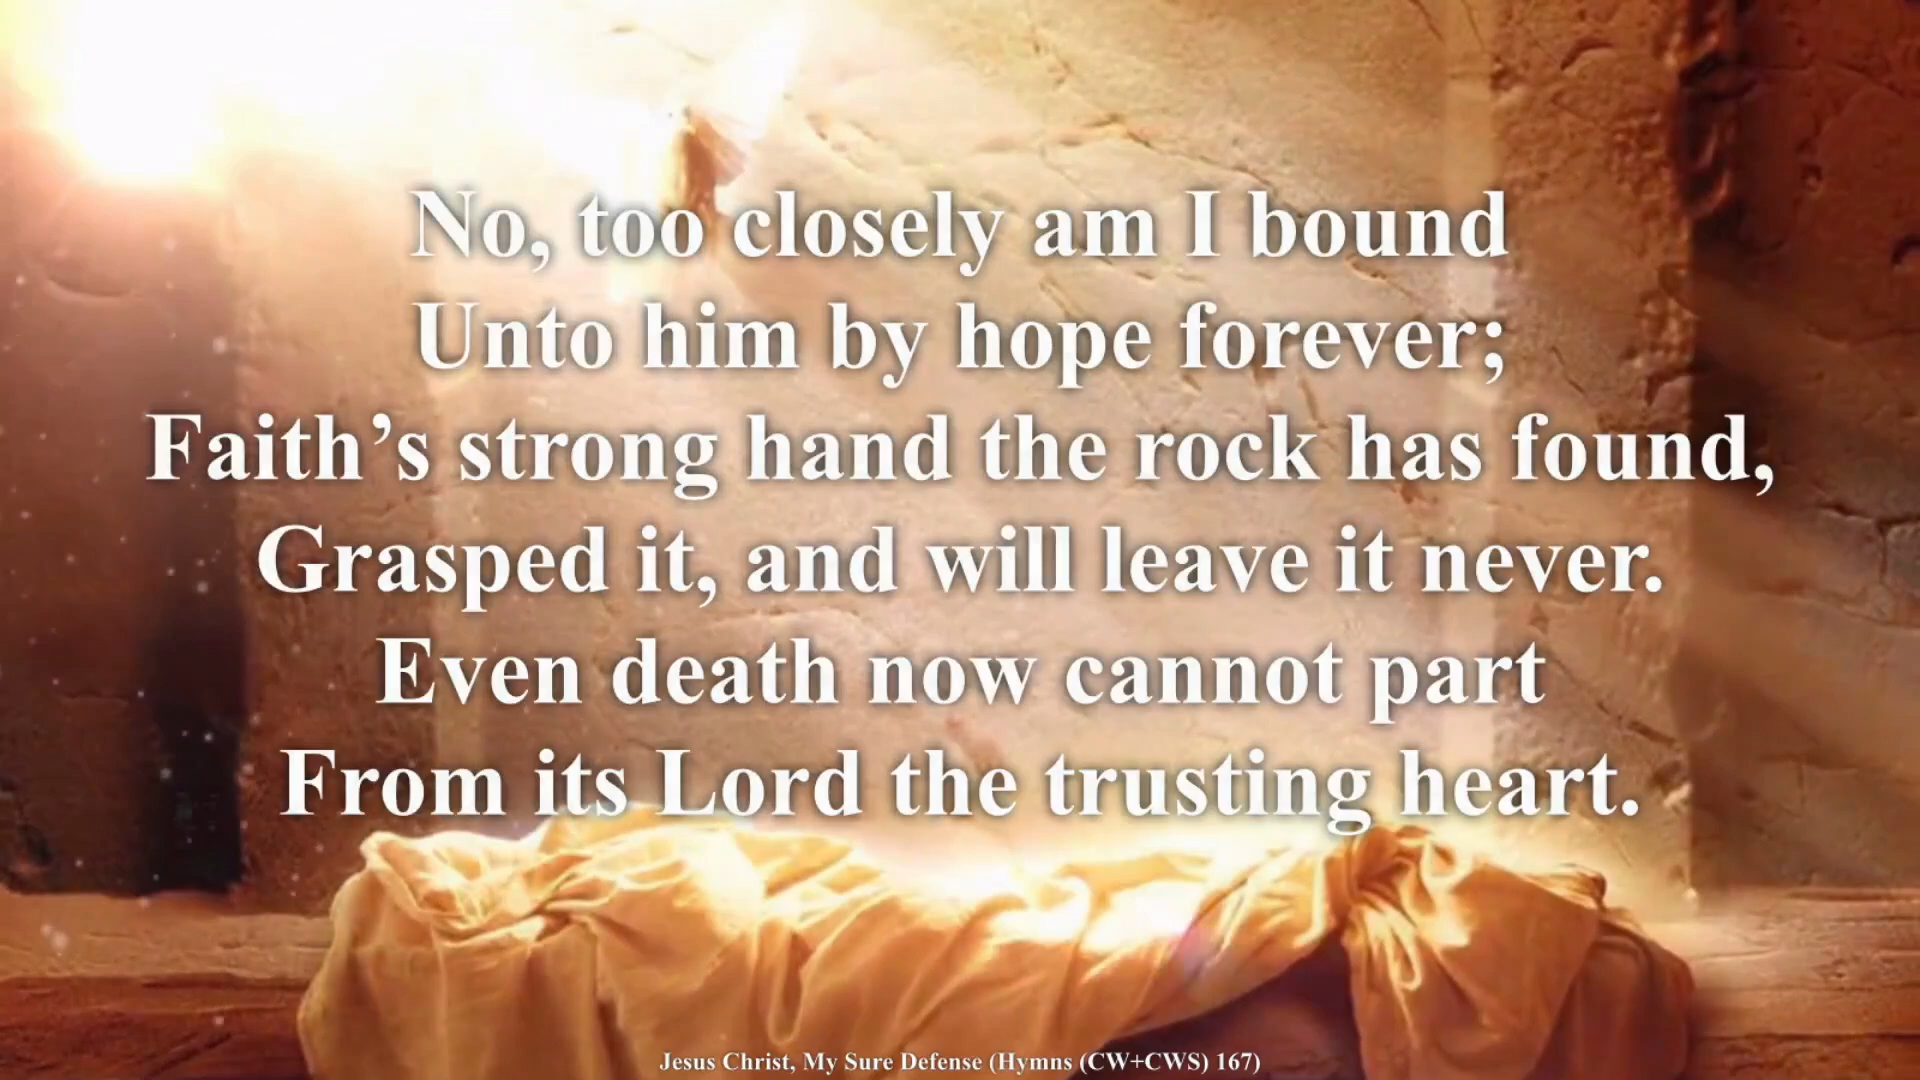 No, too closely am I bound
Unto him by hope forever;
Faith’s strong hand the rock has found,
Grasped it, and will leave it never.
Even death now cannot part
From its Lord the trusting heart.
Jesus Christ, My Sure Defense (Hymns (CW+CWS) 167)